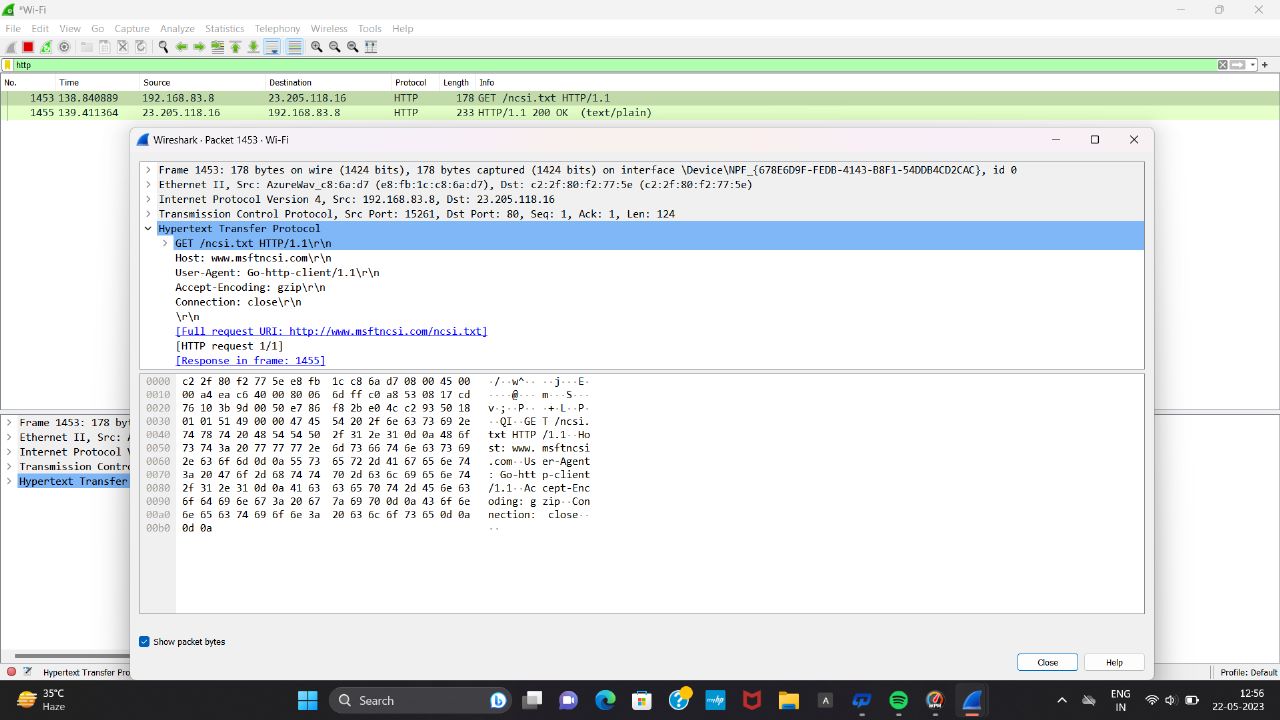 *Wi-Fi
File Edit View Go Capture Analyze Statistics Telephony Wireless Tools Help
http
No. Time Source Destination Protocol Length Info
1453 138.840889 192.168.83.8 23.205.118.16 HTTP 178 GET /ncsi.txt HTTP/1.1
1455 139.411364 23.205.118.16 192.168.83.8 HTTP 233 HTTP/1.1 200 OK (text/plain)
Wireshark · Packet 1453 · Wi-Fi
Frame 1453: 178 bytes on wire (1424 bits), 178 bytes captured (1424 bits) on interface \Device\NPF_{678E6D9F-FEDB-4143-B8F1-54DDB4CD2CAC}, id 0
Ethernet II, Src: AzureWav_c8:6a:d7 (e8:fb:1c:c8:6a:d7), Dst: c2:2f:80:f2:77:5e (c2:2f:80:f2:77:5e)
Internet Protocol Version 4, Src: 192.168.83.8, Dst: 23.205.118.16
Transmission Control Protocol, Src Port: 15261, Dst Port: 80, Seq: 1, Ack: 1, Len: 124
Hypertext Transfer Protocol
GET /ncsi.txt HTTP/1.1\r\n
Host: www.msftncsi.com\r\n
User-Agent: Go-http-client/1.1\r\n
Accept-Encoding: gzip\r\n
Connection: close\r\n
\r\n
[Full request URI: http://www.msftncsi.com/ncsi.txt]
[HTTP request 1/1]
[Response in frame: 1455]
0000 c2 2f 80 f2 77 5e e8 fb 1c c8 6a d7 08 00 45 00 ·/··w^·· ··j···E·
0010 00 a4 ea c6 40 00 80 06 6d ff c0 a8 53 08 17 cd ····@··· m···S···
0020 76 10 3b 9d 00 50 e7 86 f8 2b e0 4c c2 93 50 18 v·;··P·· ·+·L··P·
0030 01 01 51 49 00 00 47 45 54 20 2f 6e 63 73 69 2e ··QI··GE T /ncsi.
0040 74 78 74 20 48 54 54 50 2f 31 2e 31 0d 0a 48 6f txt HTTP /1.1··Ho
0050 73 74 3a 20 77 77 77 2e 6d 73 66 74 6e 63 73 69 st: www. msftncsi
0060 2e 63 6f 6d 0d 0a 55 73 65 72 2d 41 67 65 6e 74 .com··Us er-Agent
0070 3a 20 47 6f 2d 68 74 74 70 2d 63 6c 69 65 6e 74 : Go-htt p-client
0080 2f 31 2e 31 0d 0a 41 63 63 65 70 74 2d 45 6e 63 /1.1··Ac cept-Enc
0090 6f 64 69 6e 67 3a 20 67 7a 69 70 0d 0a 43 6f 6e oding: g zip··Con
00a0 6e 65 63 74 69 6f 6e 3a 20 63 6c 6f 73 65 0d 0a nection: close··
00b0 0d 0a ··
Frame 1453: 178 byt
Ethernet II, Src: A
Internet Protocol V
Transmission Contro
Hypertext Transfer
Show packet bytes
Close Help
Hypertext Transfer Pro
Profile: Default
35°C
Haze
Search
ENG
IN
12:56
22-05-2023